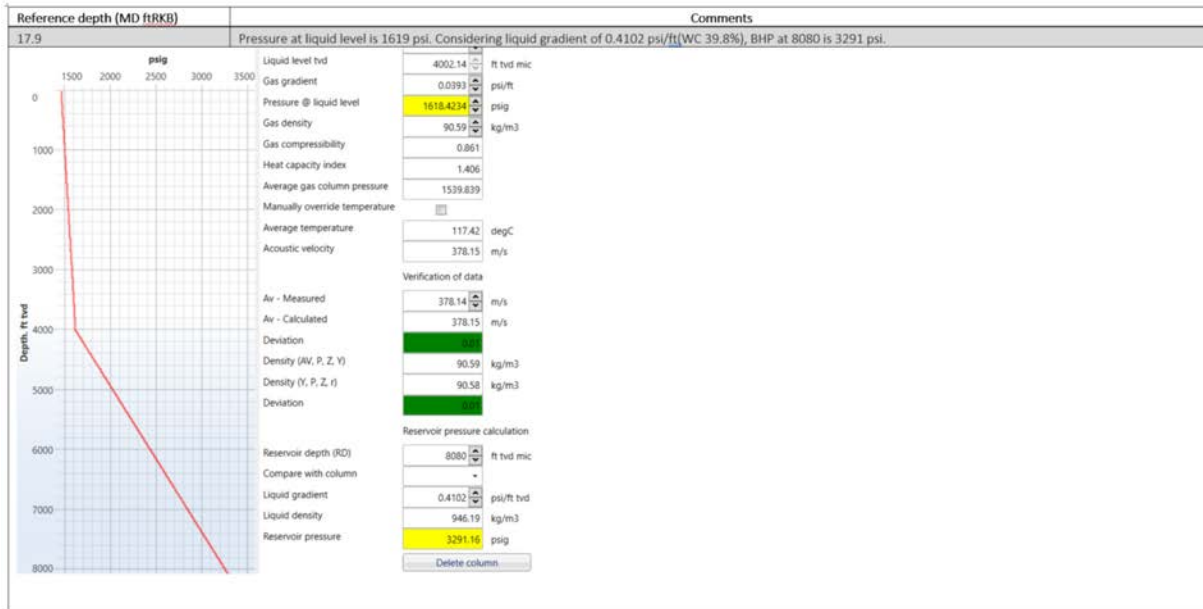 Reference depth (MD ftRKB) Comments
17.9 Pressure at liquid level is 1619 psi. Considering liquid gradient of 0.4102 psi/ft(WC 39.8%), BHP at 8080 is 3291 psi.
psig
1500 2000 2500 3000 3500
0
1000
2000
3000
4000
5000
6000
7000
8000
Depth, ft tvd
Liquid level tvd 4002.14 ft tvd mic
Gas gradient 0.0393 psi/ft
Pressure @ liquid level 1618.4234 psig
Gas density 90.59 kg/m3
Gas compressibility 0.861
Heat capacity index 1.406
Average gas column pressure 1539.839
Manually override temperature
Average temperature 117.42 degC
Acoustic velocity 378.15 m/s
Verification of data
Av - Measured 378.14 m/s
Av - Calculated 378.15 m/s
Deviation
Density (AV, P, Z, Y) 90.59 kg/m3
Density (Y, P, Z, r) 90.58 kg/m3
Deviation
Reservoir pressure calculation
Reservoir depth (RD) 8080 ft tvd mic
Compare with column
Liquid gradient 0.4102 psi/ft tvd
Liquid density 946.19 kg/m3
Reservoir pressure 3291.16 psig
Delete column